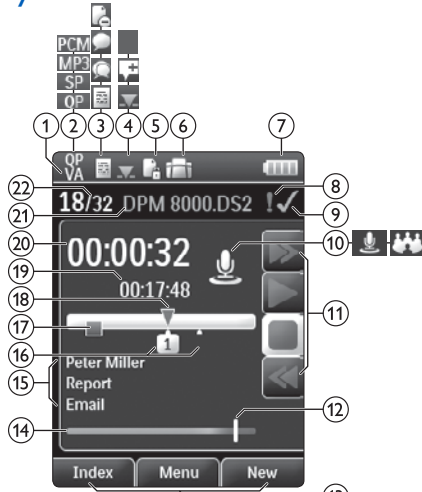 PCM
MP3
SP
QP
1 2 3 4 5 6 7
QP
VA
22
18/32 DPM 8000.DS2 !
8
21
9
20
00:00:32
10
19
00:17:48
18
11
17
1
16
Peter Miller
Report
Email
15
12
14
Index Menu New